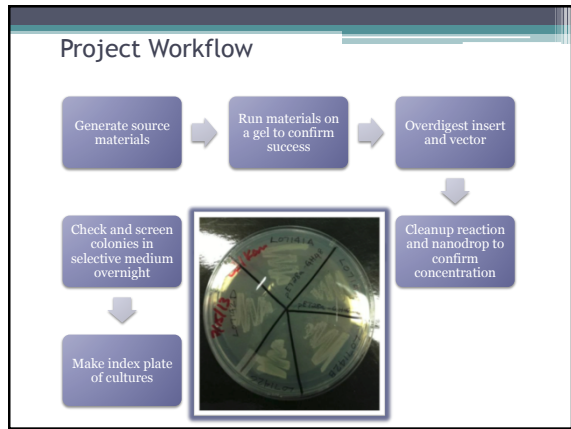 Project Workflow
Generate source
materials
Run materials on
a gel to confirm
success
Overdigest insert
and vector
Cleanup reaction
and nanodrop to
confirm
concentration
Check and screen
colonies in
selective medium
overnight
Make index plate
of cultures